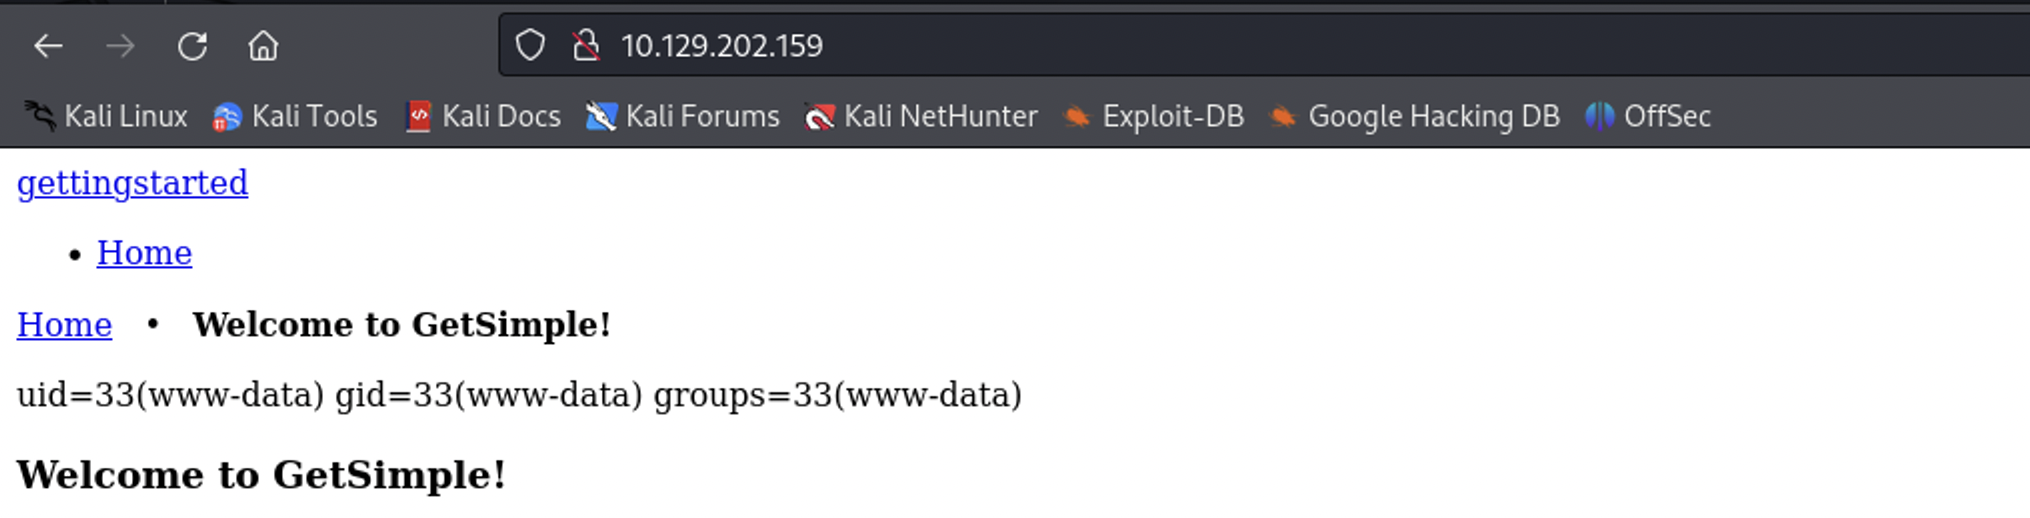 10.129.202.159
Kali Linux Kali Tools Kali Docs Kali Forums Kali NetHunter Exploit-DB Google Hacking DB OffSec
gettingstarted
• Home
Home • Welcome to GetSimple!
uid=33(www-data) gid=33(www-data) groups=33(www-data)
Welcome to GetSimple!